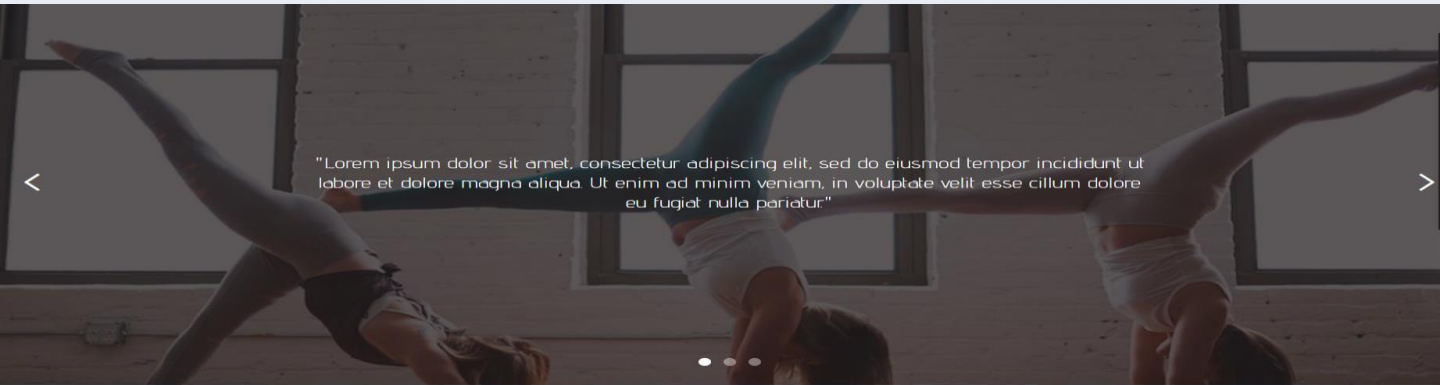 "Lorem ipsum dolor sit amet, consectetur adipiscing elit, sed do eiusmod tempor incididunt ut
labore et dolore magna aliqua. Ut enim ad minim veniam, in voluptate velit esse cillum dolore
eu fugiat nulla pariatur."